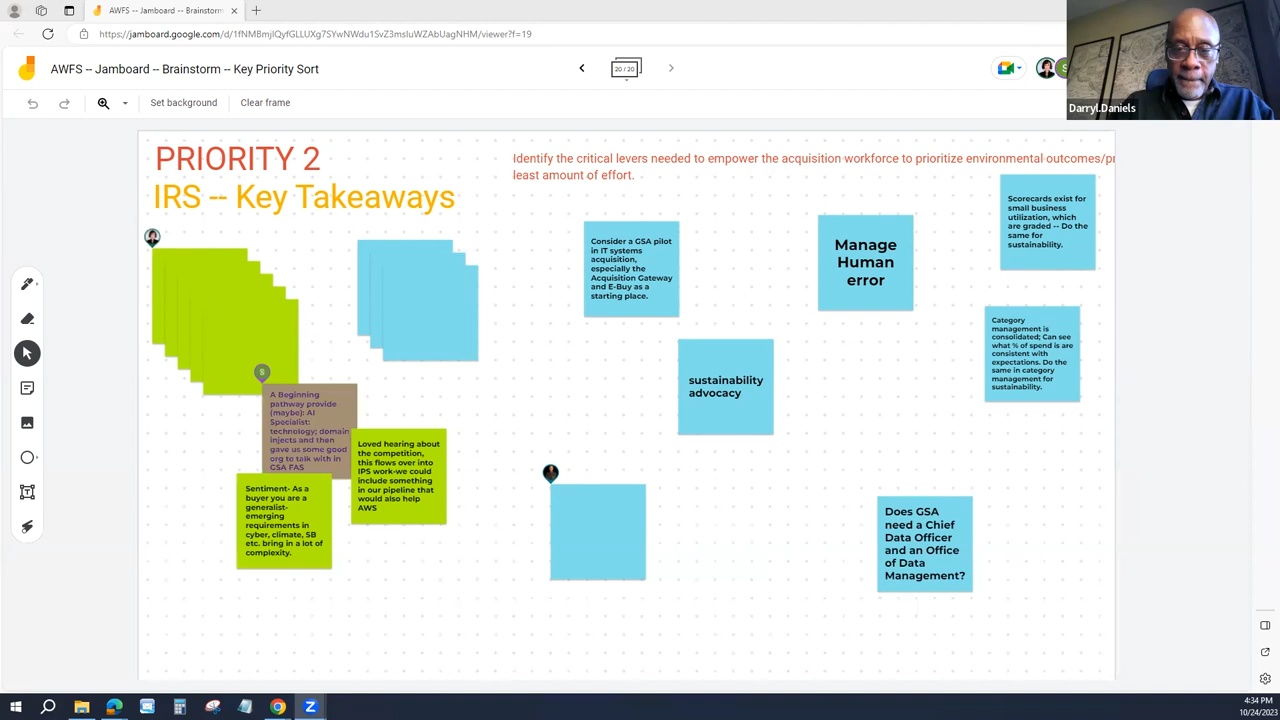 AWFS -- Jamboard -- Brainstorm
https://jamboard.google.com/d/1fNMBmjlQyfGLLUXg7SYwNWdu1SvZ3msIuWZAbUagNHM/viewer?f=19
AWFS -- Jamboard -- Brainstorm -- Key Priority Sort
20 / 20
S
Darryl.Daniels
Set background
Clear frame
PRIORITY 2
IRS -- Key Takeaways
Identify the critical levers needed to empower the acquisition workforce to prioritize environmental outcomes/pr
least amount of effort.
Scorecards exist for
small business
utilization, which
are graded -- Do the
same for
sustainability.
Consider a GSA pilot
in IT systems
acquisition,
especially the
Acquisition Gateway
and E-Buy as a
starting place.
Manage
Human
error
Category
management is
consolidated; Can see
what % of spend is are
consistent with
expectations. Do the
same in category
management for
sustainability.
sustainability
advocacy
A Beginning
pathway provide
(maybe): AI
Specialist:
technology; domain
injects and then
gave us some good
org to talk with in
GSA FAS
Loved hearing about
the competition,
this flows over into
IPS work-we could
include something
in our pipeline that
would also help
AWS
Sentiment- As a
buyer you are a
generalist-
emerging
requirements in
cyber, climate, SB
etc. bring in a lot of
complexity.
Does GSA
need a Chief
Data Officer
and an Office
of Data
Management?
4:34 PM
10/24/2023